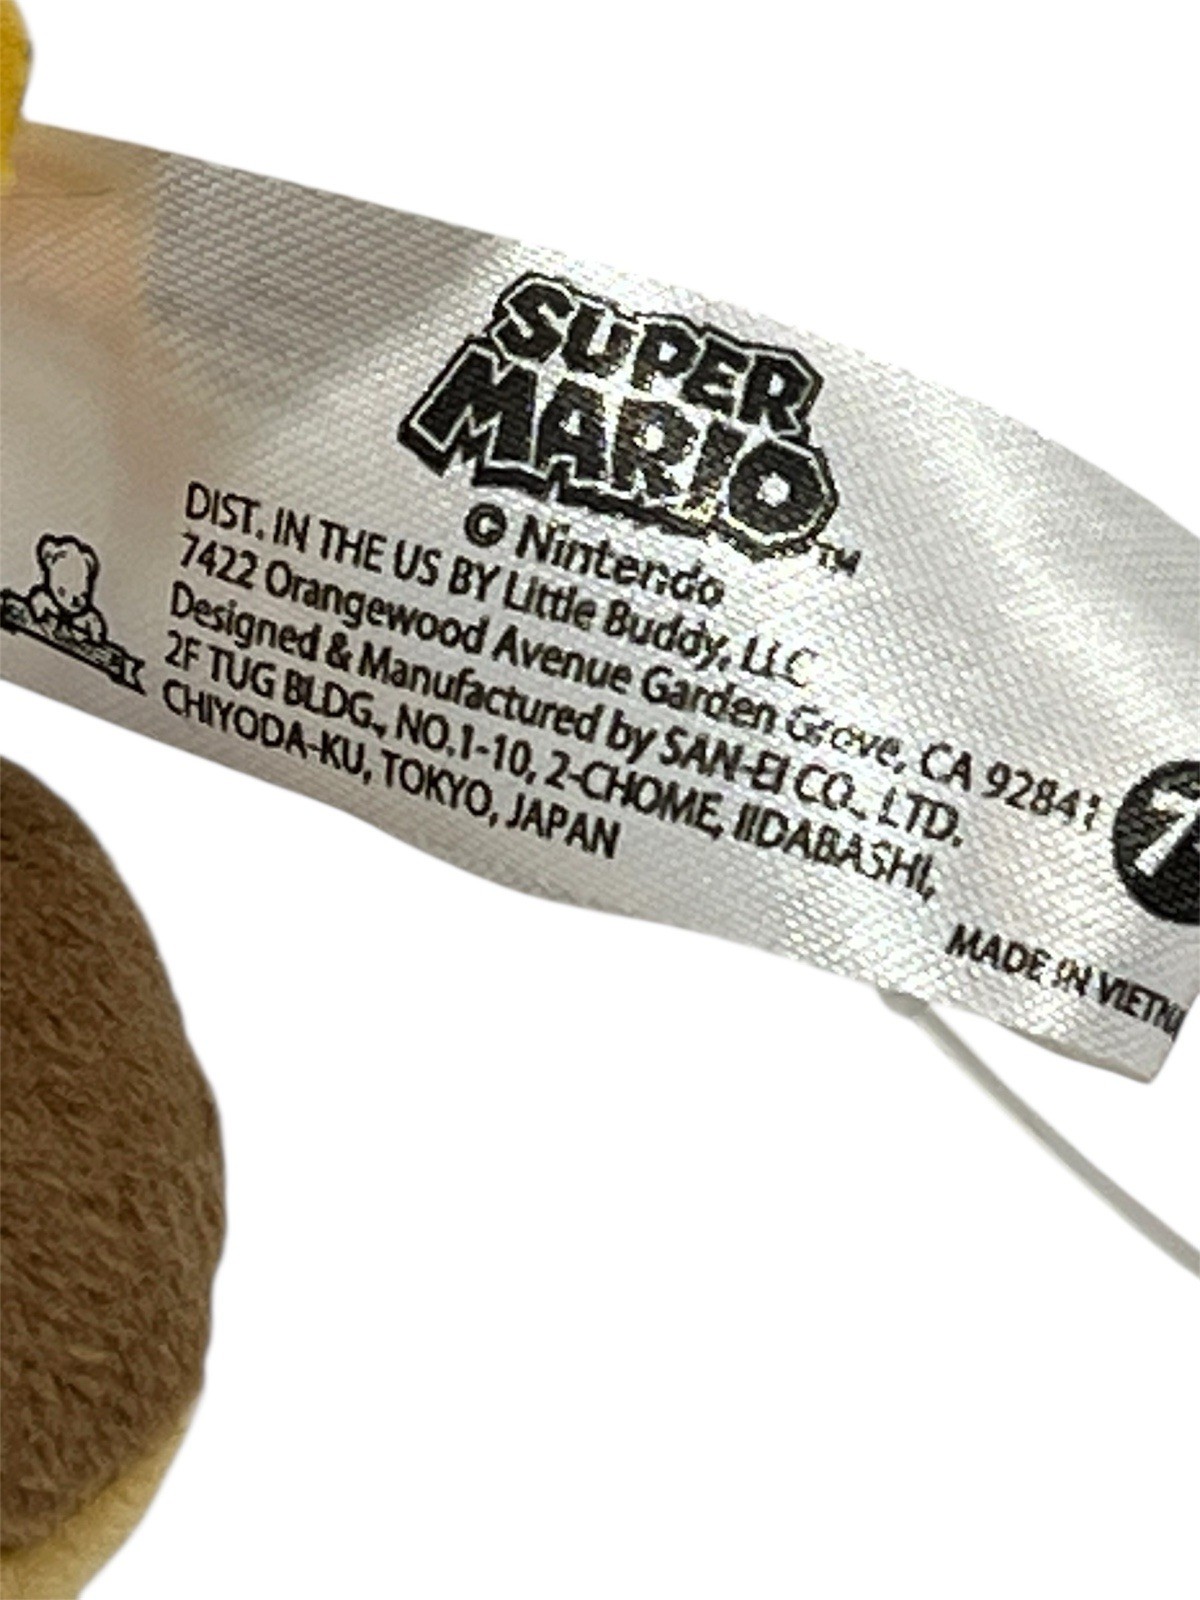 SUPER
MARIO™
© Nintendo
DIST. IN THE US BY Little Buddy, LLC
7422 Orangewood Avenue Garden Grove, CA 92841
Designed & Manufactured by SAN-EI CO., LTD.
2F TUG BLDG., NO.1-10, 2-CHOME, IIDABASHI,
CHIYODA-KU, TOKYO, JAPAN
MADE IN